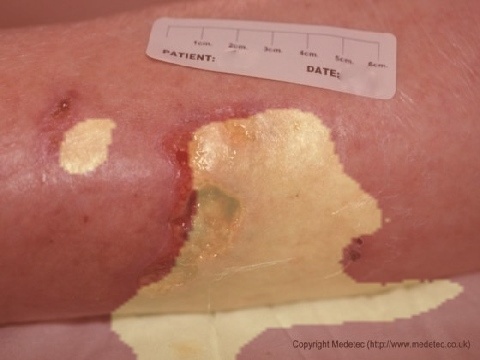 1cm. 2cm. 3cm. 4cm. 5cm. 6cm.
PATIENT:
DATE:
Copyright Medetec (http://www.medetec.co.uk)